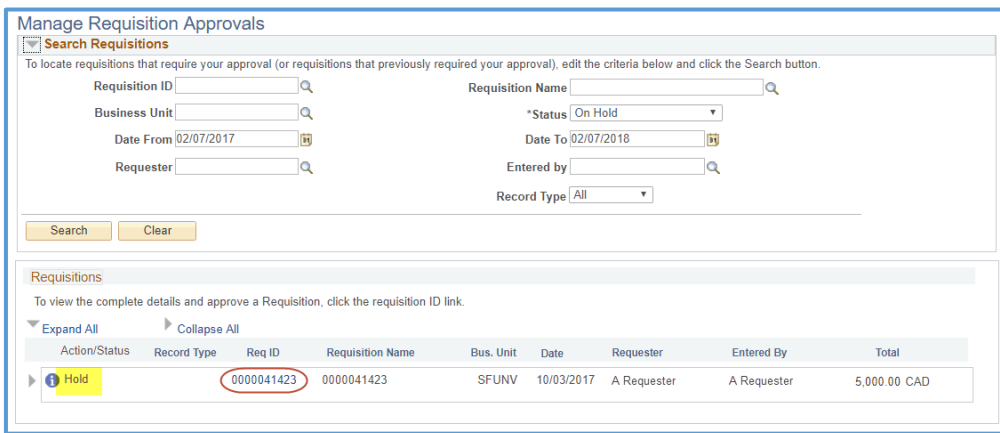 Manage Requisition Approvals
Search Requisitions
To locate requisitions that require your approval (or requisitions that previously required your approval), edit the criteria below and click the Search button.
Requisition ID Requisition Name
Business Unit *Status On Hold
Date From 02/07/2017 Date To 02/07/2018
Requester Entered by
Record Type All
Search Clear
Requisitions
To view the complete details and approve a Requisition, click the requisition ID link.
Expand All Collapse All
Action/Status Record Type Req ID Requisition Name Bus. Unit Date Requester Entered By Total
Hold 0000041423 0000041423 SFUNV 10/03/2017 A Requester A Requester 5,000.00 CAD